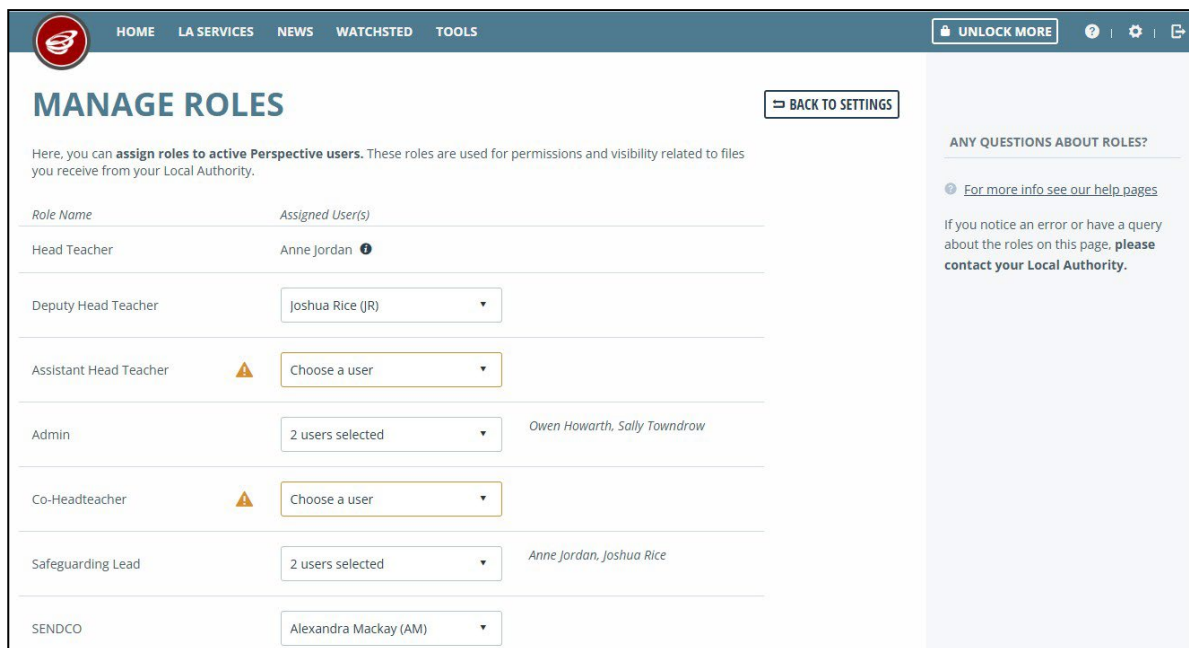 HOME LA SERVICES NEWS WATCHSTED TOOLS UNLOCK MORE
MANAGE ROLES
BACK TO SETTINGS
Here, you can assign roles to active Perspective users. These roles are used for permissions and visibility related to files
you receive from your Local Authority.
Role Name Assigned User(s)
Head Teacher Anne Jordan
Deputy Head Teacher Joshua Rice (JR)
Assistant Head Teacher Choose a user
Admin 2 users selected Owen Howarth, Sally Towndrow
Co-Headteacher Choose a user
Safeguarding Lead 2 users selected Anne Jordan, Joshua Rice
SENDCO Alexandra Mackay (AM)
ANY QUESTIONS ABOUT ROLES?
For more info see our help pages
If you notice an error or have a query
about the roles on this page, please
contact your Local Authority.